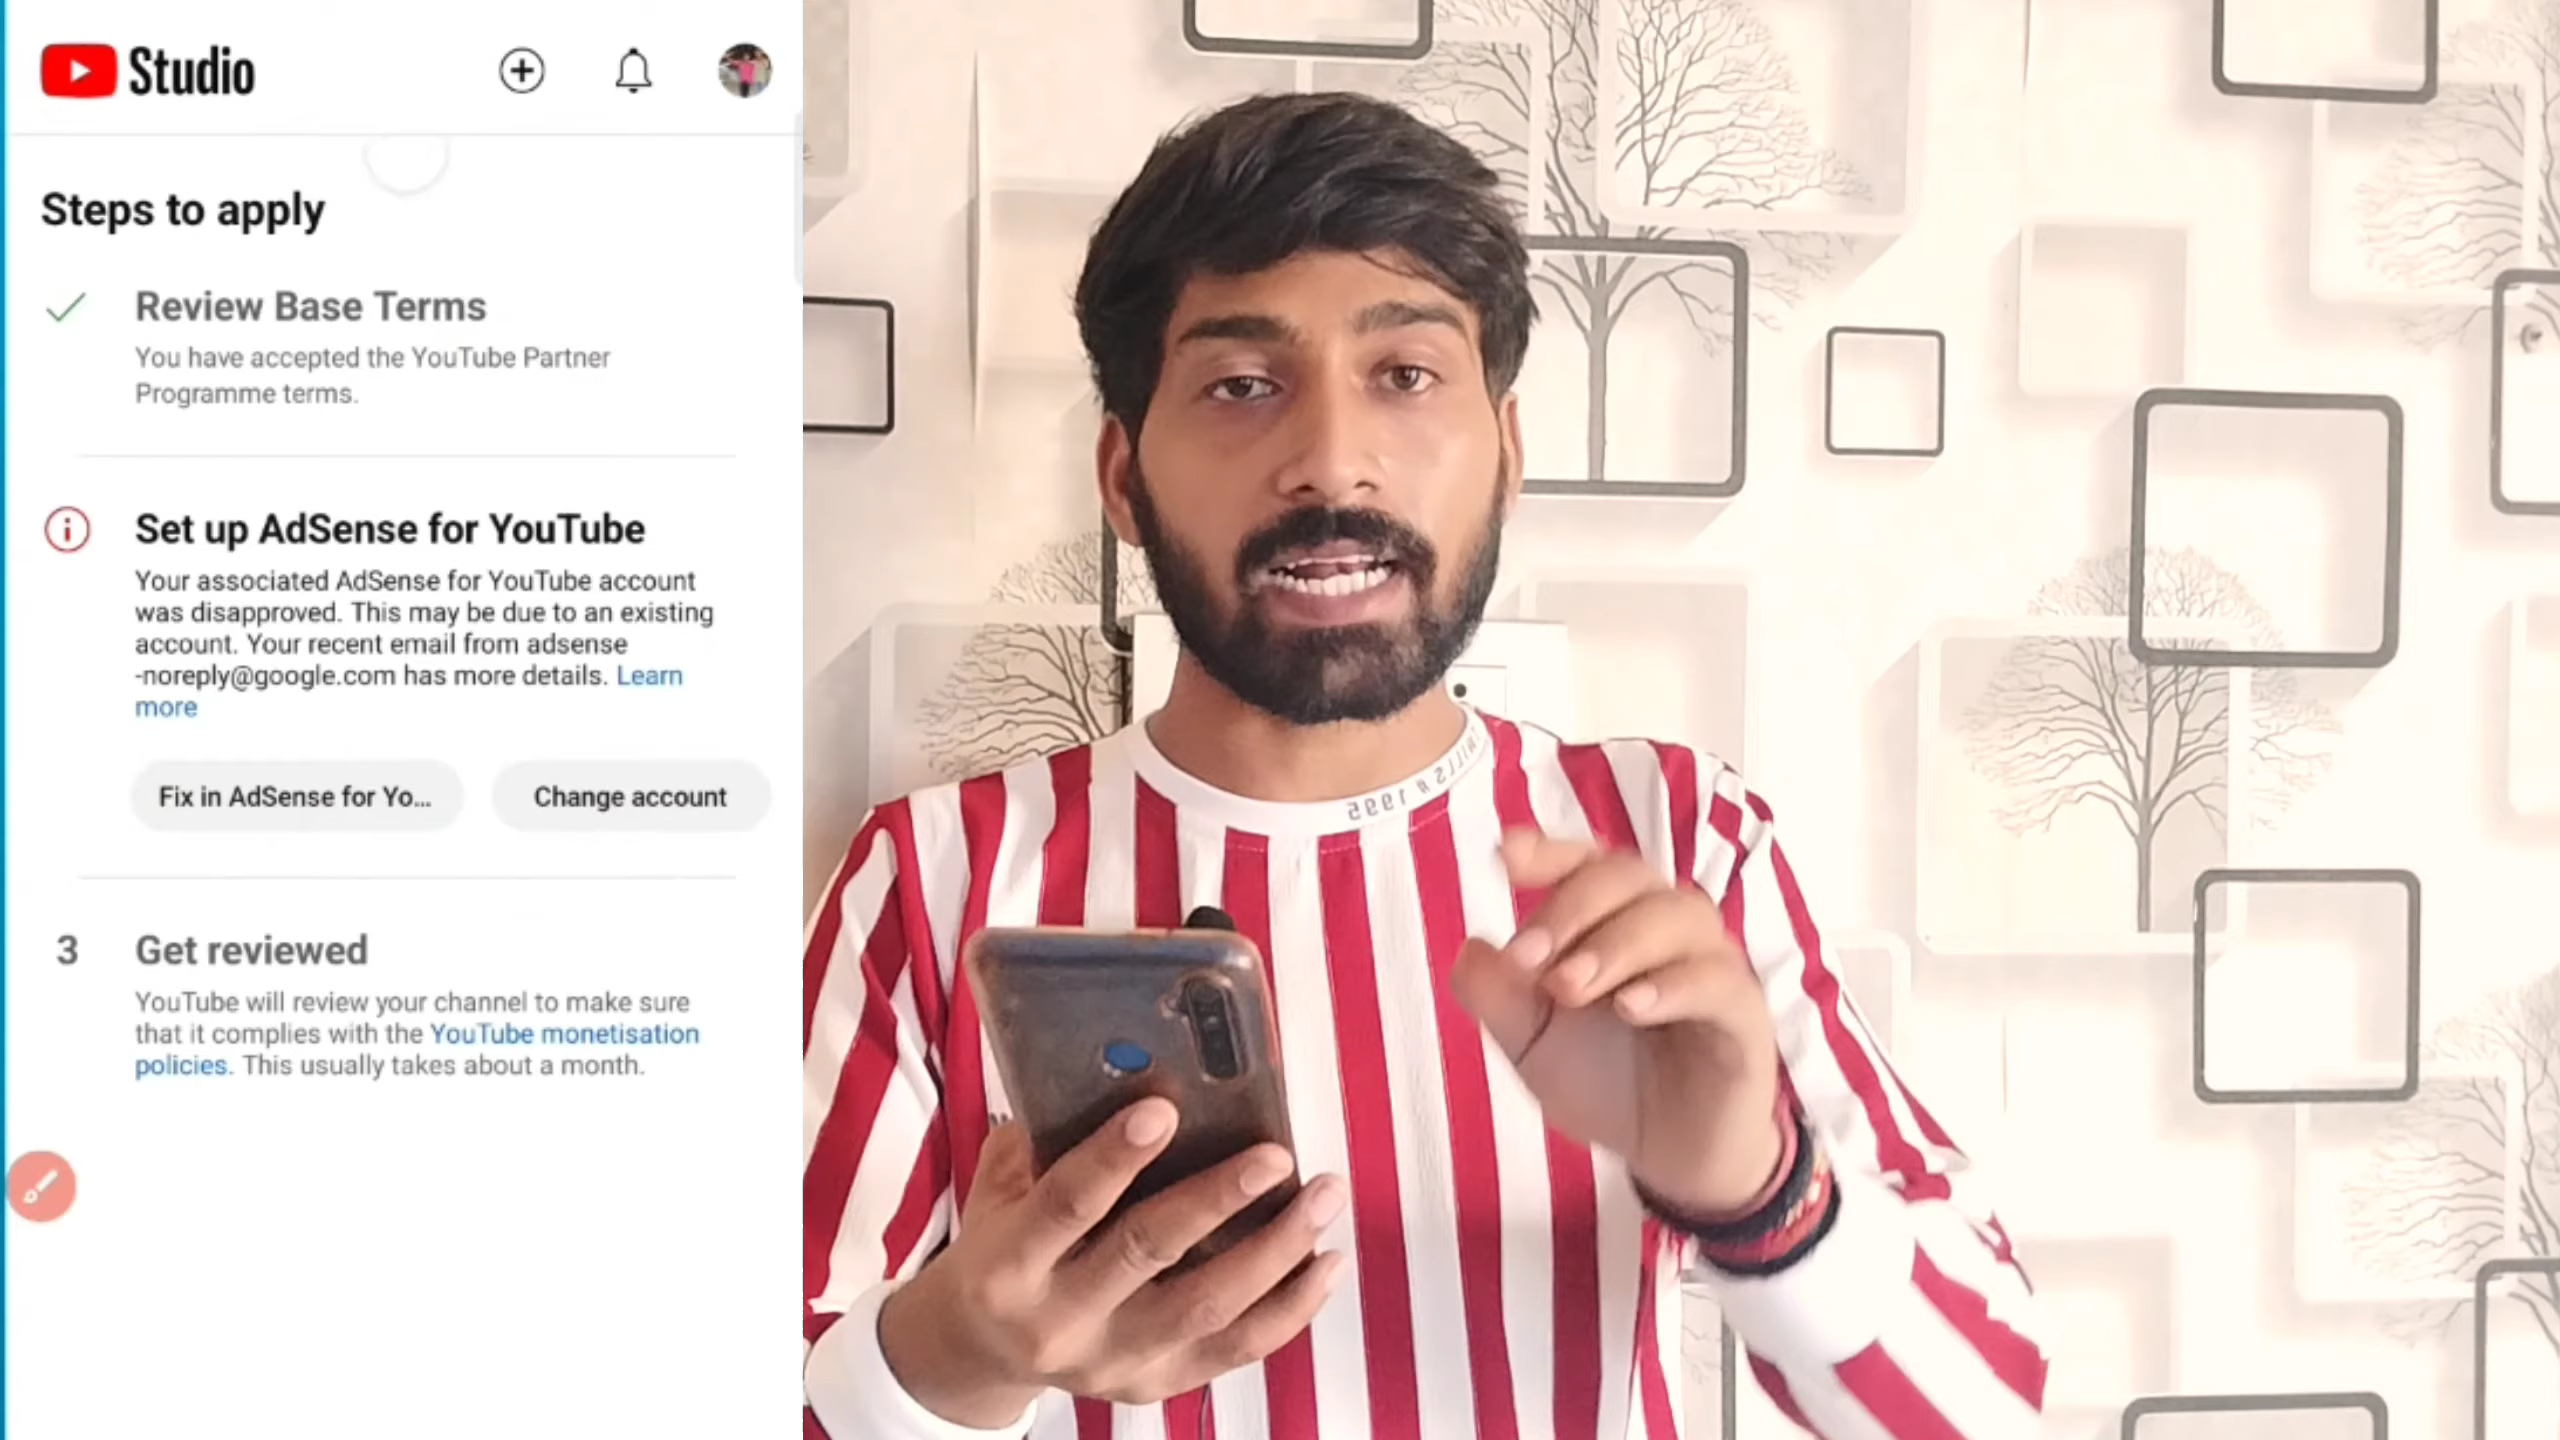 Studio
Steps to apply
Review Base Terms
You have accepted the YouTube Partner
Programme terms.
Set up AdSense for YouTube
Your associated AdSense for YouTube account
was disapproved. This may be due to an existing
account. Your recent email from adsense
-noreply@google.com has more details. Learn
more
Fix in AdSense for Yo...
Change account
3
Get reviewed
YouTube will review your channel to make sure
that it complies with the YouTube monetisation
policies. This usually takes about a month.
# 1995